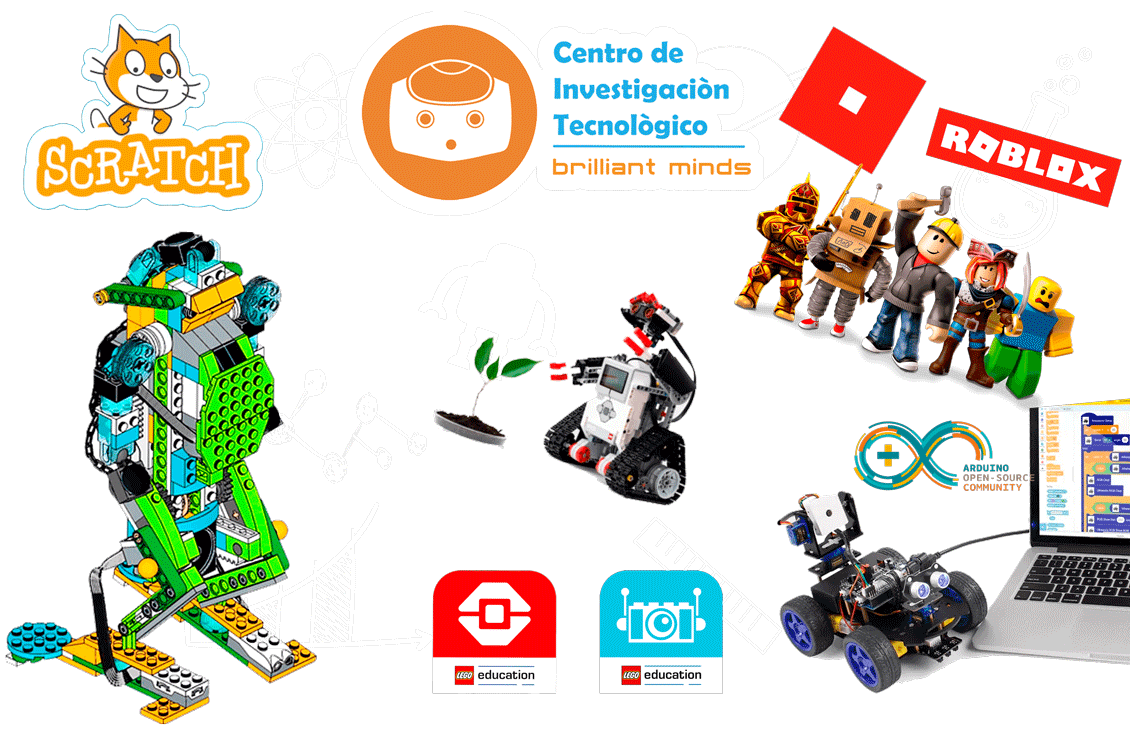 SCRATCH
Centro de
Investigaciòn
Tecnològico
brilliant minds
ROBLOX
ARDUINO
OPEN-SOURCE
COMMUNITY
LEGO education
LEGO education